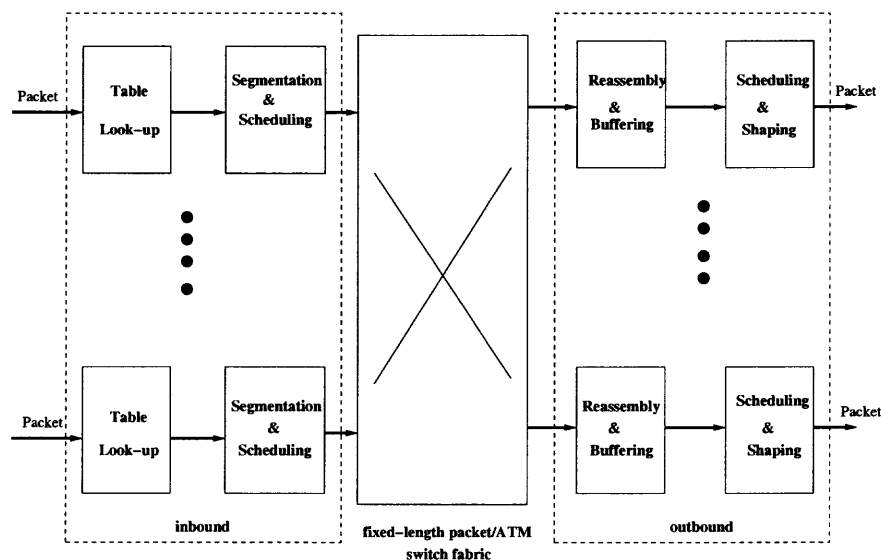 Packet
Table
Look-up
Segmentation
&
Scheduling
Reassembly
&
Buffering
Scheduling
&
Shaping
Packet
Packet
Table
Look-up
Segmentation
&
Scheduling
Reassembly
&
Buffering
Scheduling
&
Shaping
Packet
inbound
fixed-length packet/ATM
switch fabric
outbound